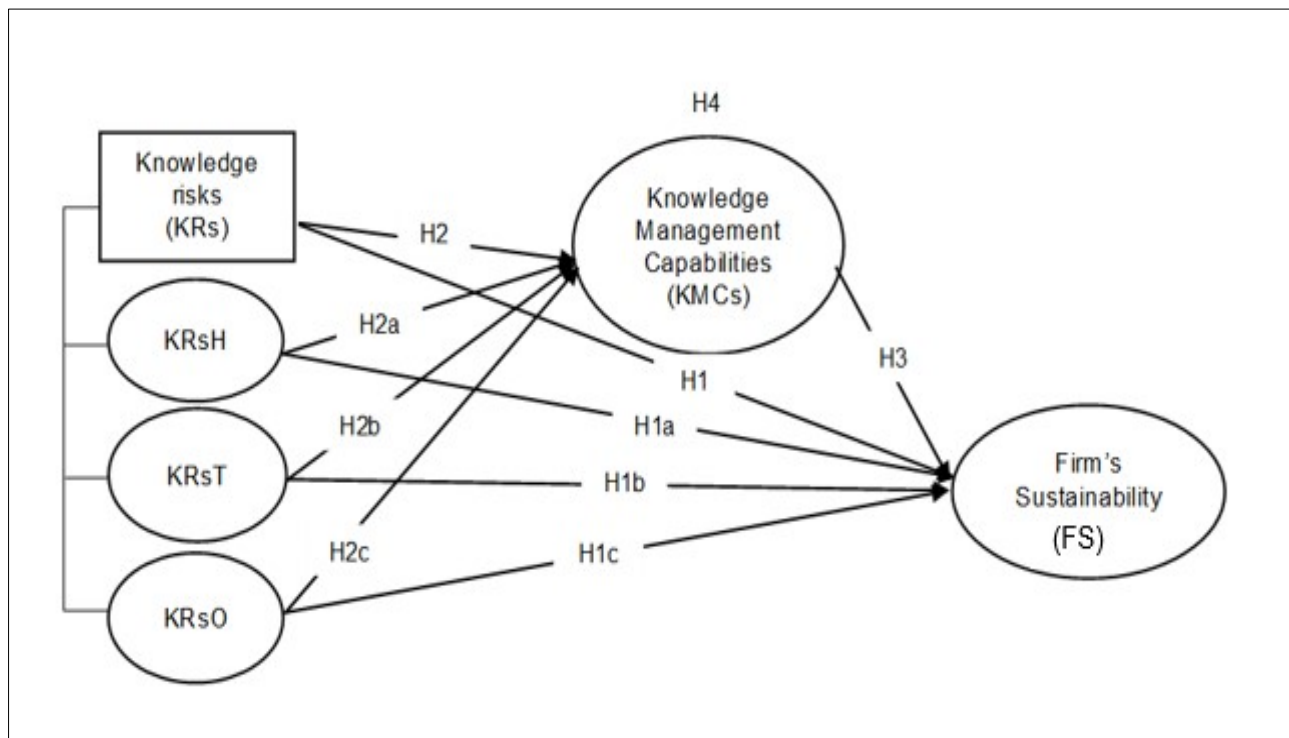 H4
Knowledge
risks
(KRs)
Knowledge
Management
Capabilities
(KMCs)
H2
KRsH
H2a
H3
H1
H2b
H1a
KRsT
H1b
Firm's
Sustainability
(FS)
H2c
H1c
KRsO